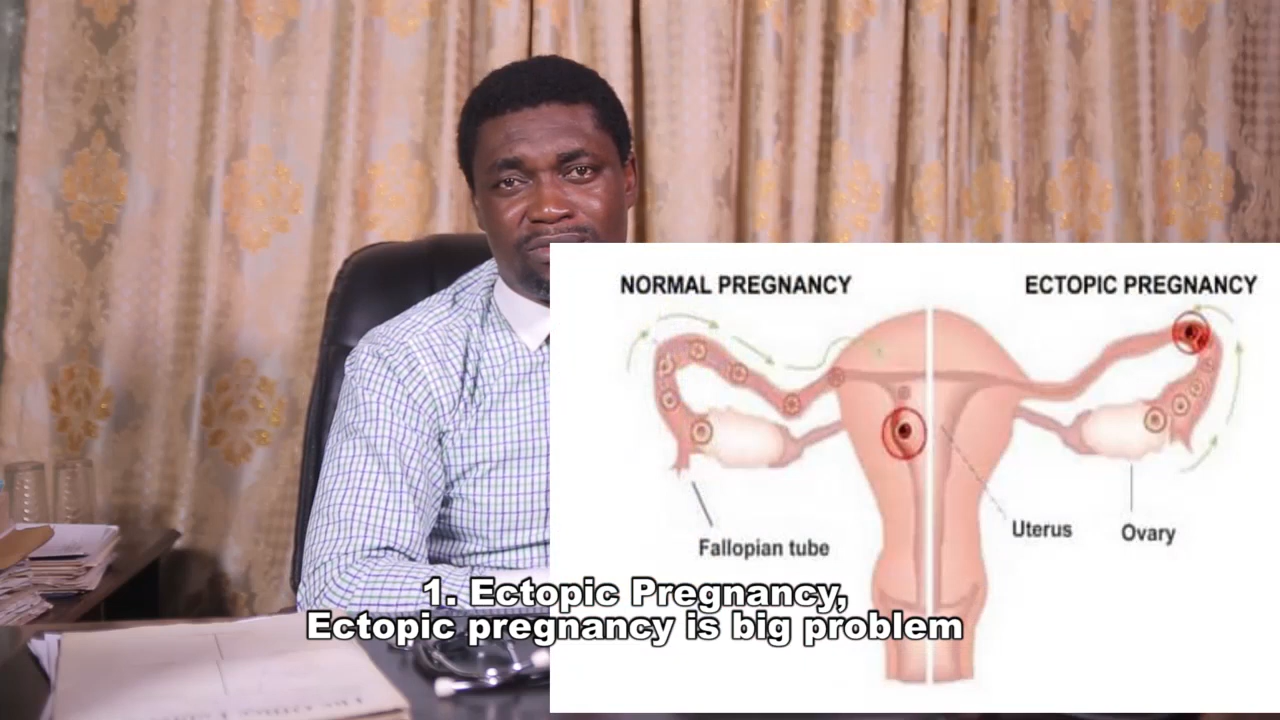 NORMAL PREGNANCY
ECTOPIC PREGNANCY
Fallopian tube
Uterus
Ovary
1. Ectopic Pregnancy,
Ectopic pregnancy is big problem